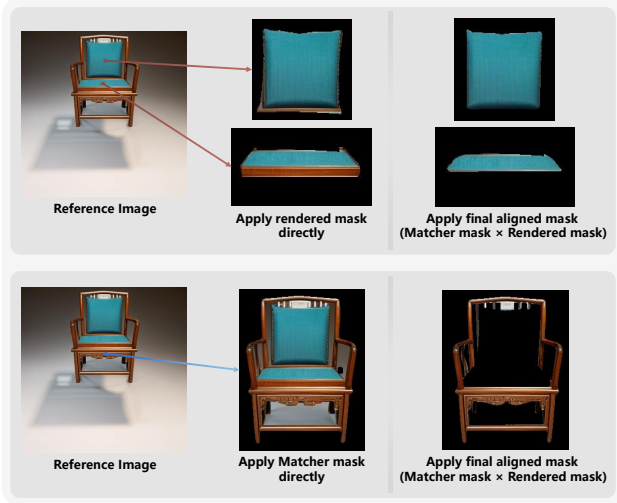 Reference Image
Apply rendered mask
directly
Apply final aligned mask
(Matcher mask × Rendered mask)
Reference Image
Apply Matcher mask
directly
Apply final aligned mask
(Matcher mask × Rendered mask)